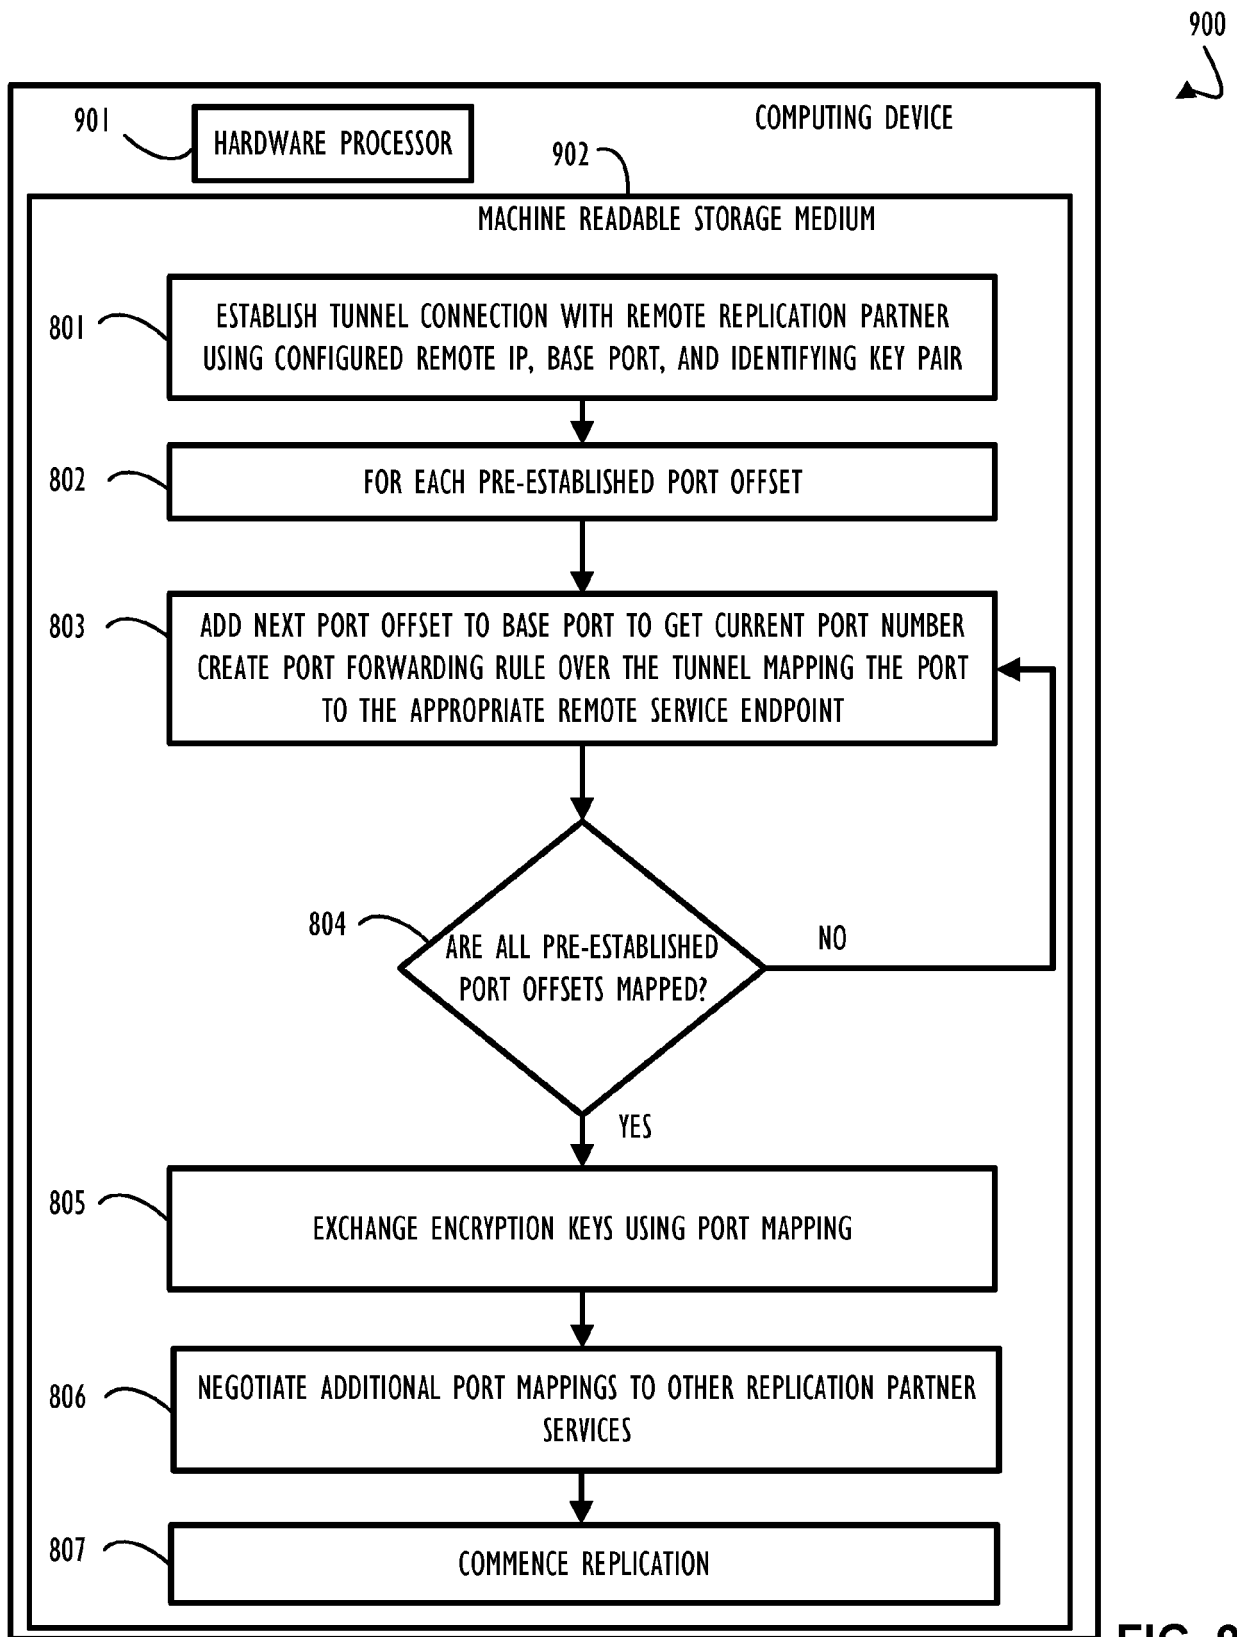 900
COMPUTING DEVICE
901
HARDWARE PROCESSOR
902
MACHINE READABLE STORAGE MEDIUM
801
ESTABLISH TUNNEL CONNECTION WITH REMOTE REPLICATION PARTNER
USING CONFIGURED REMOTE IP, BASE PORT, AND IDENTIFYING KEY PAIR
802
FOR EACH PRE-ESTABLISHED PORT OFFSET
803
ADD NEXT PORT OFFSET TO BASE PORT TO GET CURRENT PORT NUMBER
CREATE PORT FORWARDING RULE OVER THE TUNNEL MAPPING THE PORT
TO THE APPROPRIATE REMOTE SERVICE ENDPOINT
804
ARE ALL PRE-ESTABLISHED
PORT OFFSETS MAPPED?
NO
YES
805
EXCHANGE ENCRYPTION KEYS USING PORT MAPPING
806
NEGOTIATE ADDITIONAL PORT MAPPINGS TO OTHER REPLICATION PARTNER
SERVICES
807
COMMENCE REPLICATION
FIG.